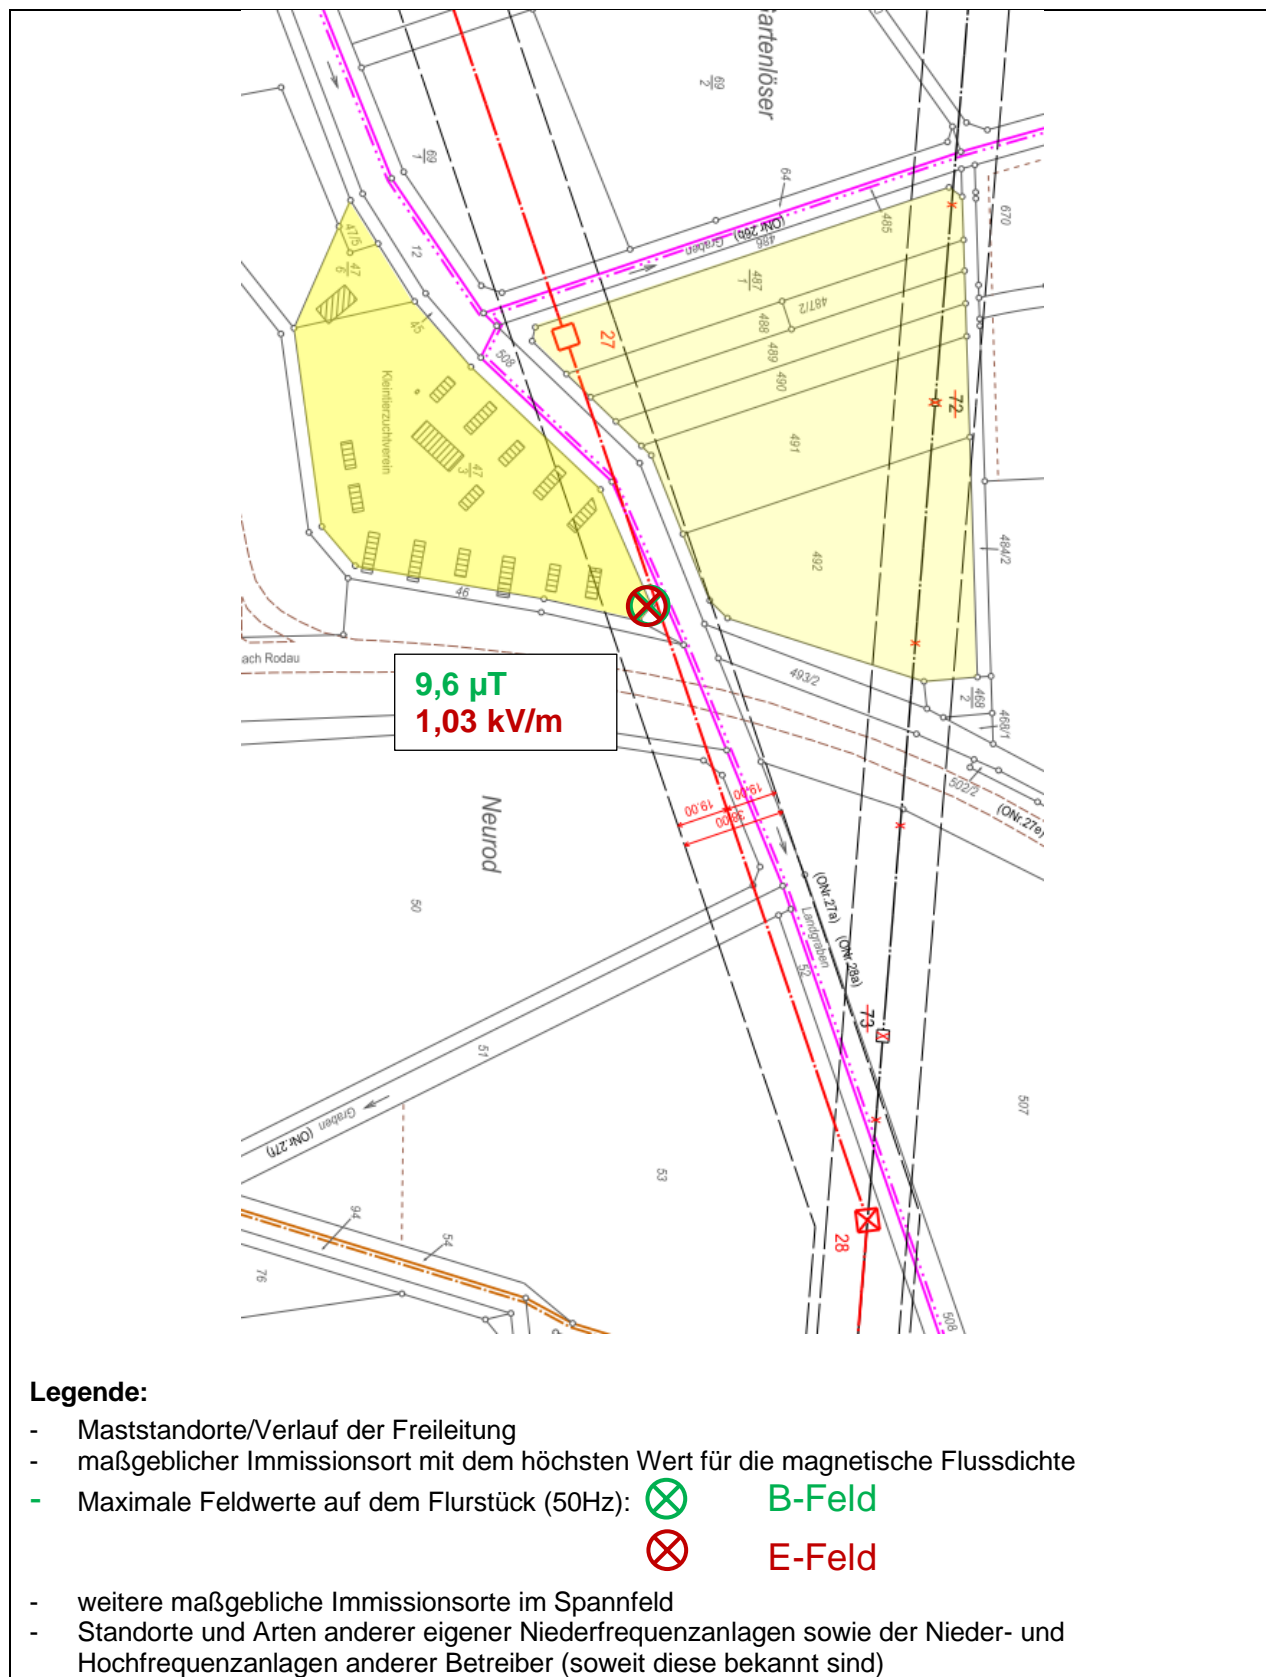 Gartenlöser
69
2
69
1
64
485
670
Graben (ONr.26b)
486
12
47/5
47
6
45
508
27
487
1
487/2
488
489
490
72
491
Kleintierzuchtverein
47
3
492
484/2
46
ach Rodau
493/2
468
2
468/1
9,6 µT
1,03 kV/m
502/2
(ONr.27e)
19.00
19.00
38.00
Neurod
50
(ONr.27a)
Landgraben
(ONr.28a)
52
73
51
Graben (ONr.27f)
507
53
28
94
54
76
508
Legende:
- Maststandorte/Verlauf der Freileitung
- maßgeblicher Immissionsort mit dem höchsten Wert für die magnetische Flussdichte
- Maximale Feldwerte auf dem Flurstück (50Hz): B-Feld
E-Feld
- weitere maßgebliche Immissionsorte im Spannfeld
- Standorte und Arten anderer eigener Niederfrequenzanlagen sowie der Nieder- und
Hochfrequenzanlagen anderer Betreiber (soweit diese bekannt sind)